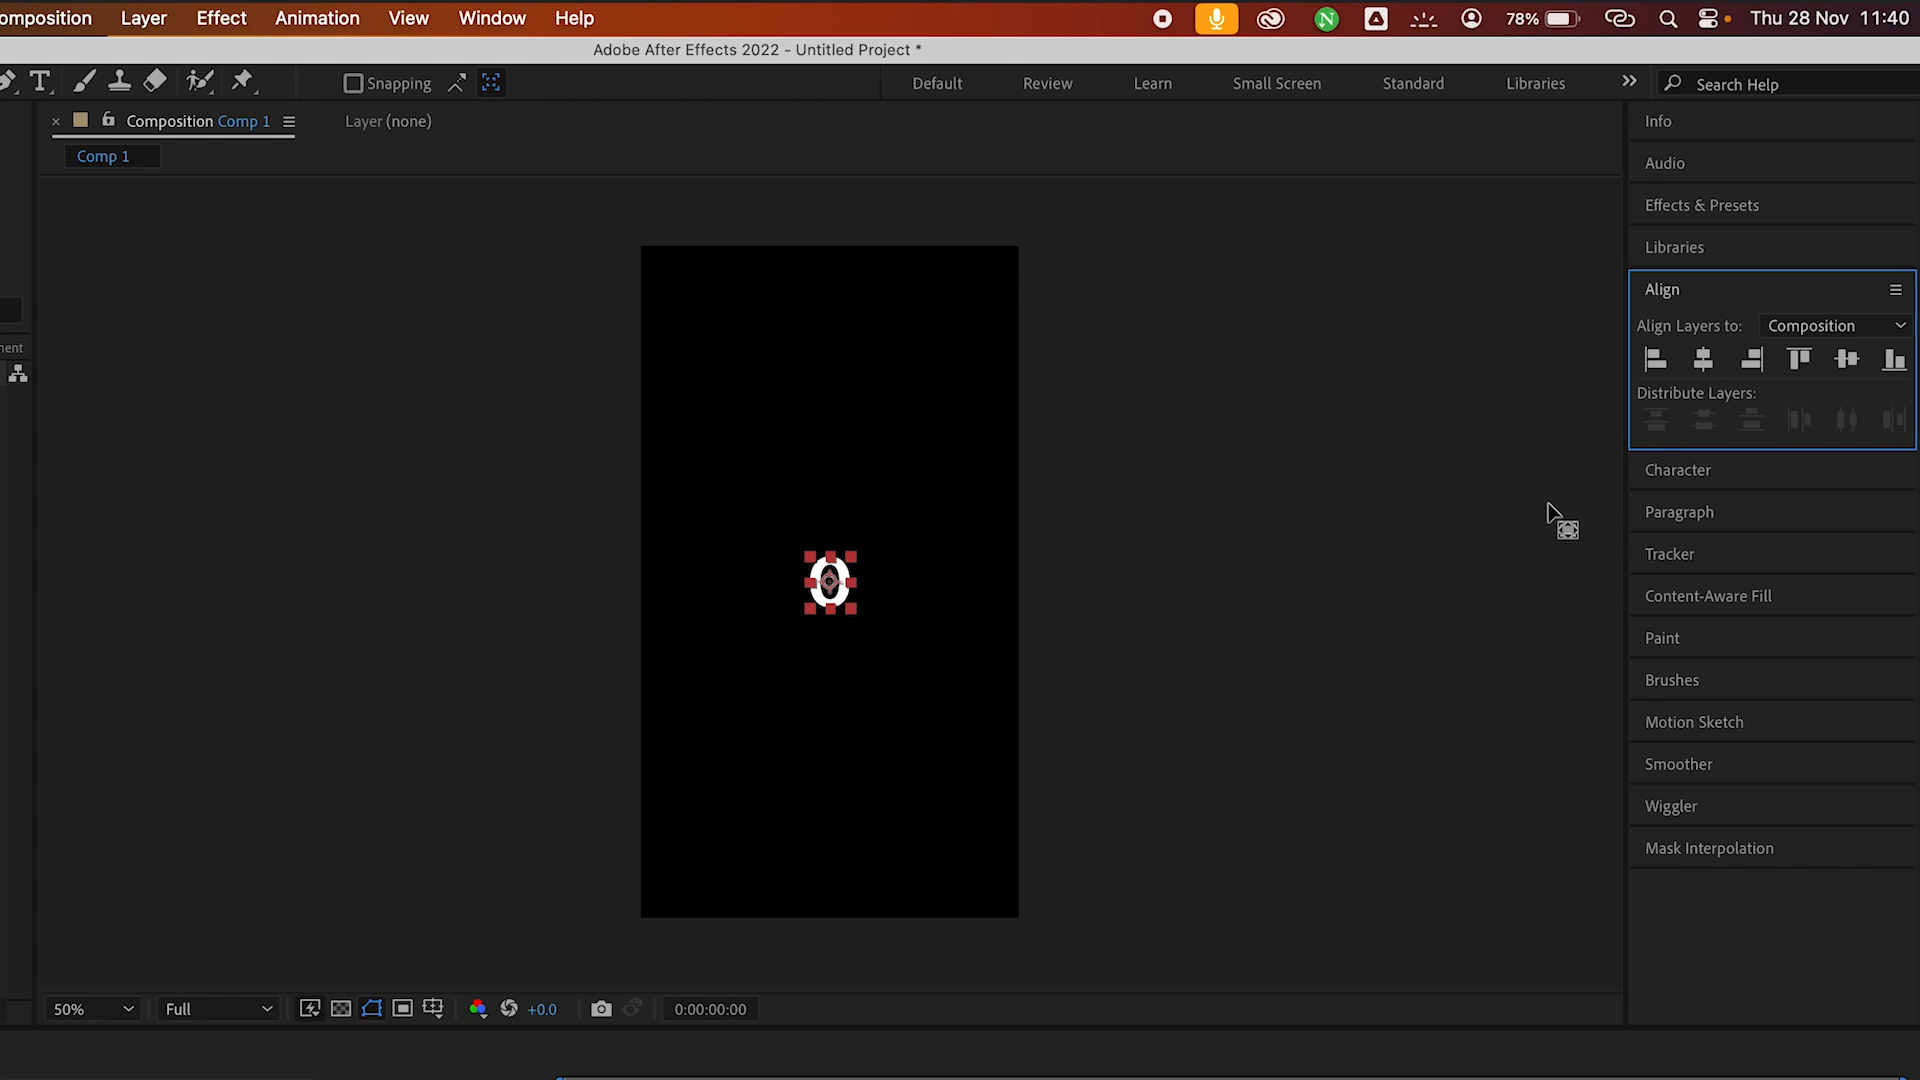 omposition Layer Effect Animation View Window Help N 78% Thu 28 Nov 11:40
Adobe After Effects 2022 - Untitled Project *
T Snapping Default Review Learn Small Screen Standard Libraries Search Help
Composition Comp 1 Layer (none)
Comp 1
Info
Audio
Effects & Presets
Libraries
Align
Align Layers to: Composition
Distribute Layers:
Character
Paragraph
Tracker
Content-Aware Fill
Paint
Brushes
Motion Sketch
Smoother
Wiggler
Mask Interpolation
ment
0
50% Full +0.0 0:00:00:00